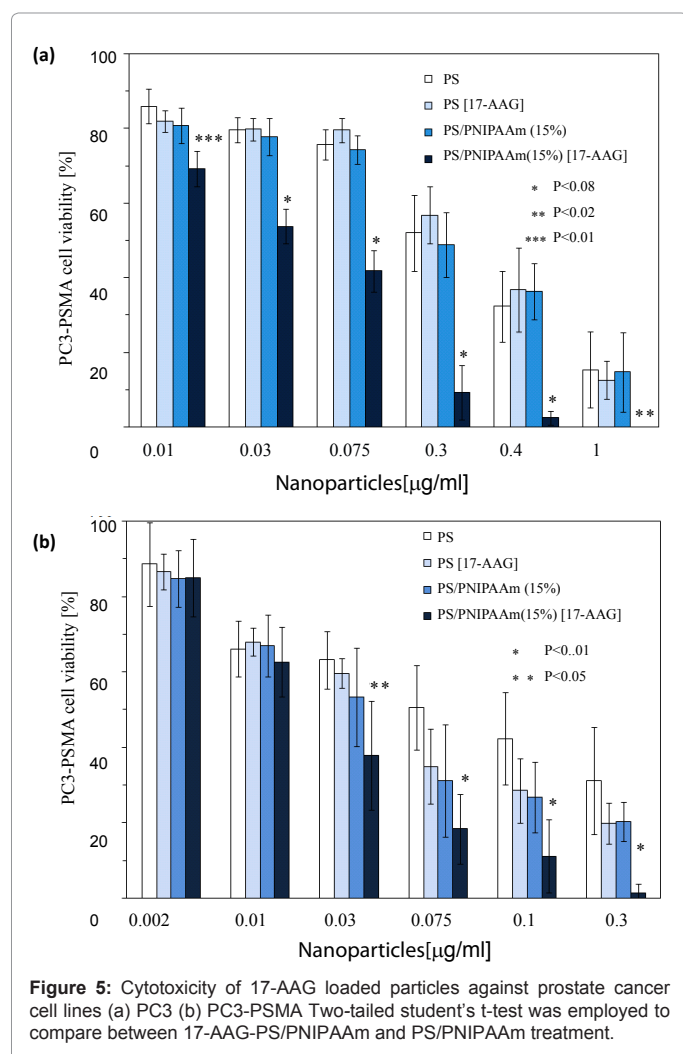 (a)
100
PS
PS [17-AAG]
PS/PNIPAAm (15%)
PS/PNIPAAm(15%) [17-AAG]
* P<0.08
** P<0.02
*** P<0.01
80
60
40
20
0
PC3-PSMA cell viability [%]
***
*
*
*
*
**
0.01 0.03 0.075 0.3 0.4 1
Nanoparticles[µg/ml]
(b)
100
PS
PS [17-AAG]
PS/PNIPAAm (15%)
PS/PNIPAAm(15%) [17-AAG]
* P<0..01
** P<0.05
80
60
40
20
0
PC3-PSMA cell viability [%]
**
*
*
*
0.002 0.01 0.03 0.075 0.1 0.3
Nanoparticles[µg/ml]
Figure 5: Cytotoxicity of 17-AAG loaded particles against prostate cancer
cell lines (a) PC3 (b) PC3-PSMA Two-tailed student's t-test was employed to
compare between 17-AAG-PS/PNIPAAm and PS/PNIPAAm treatment.